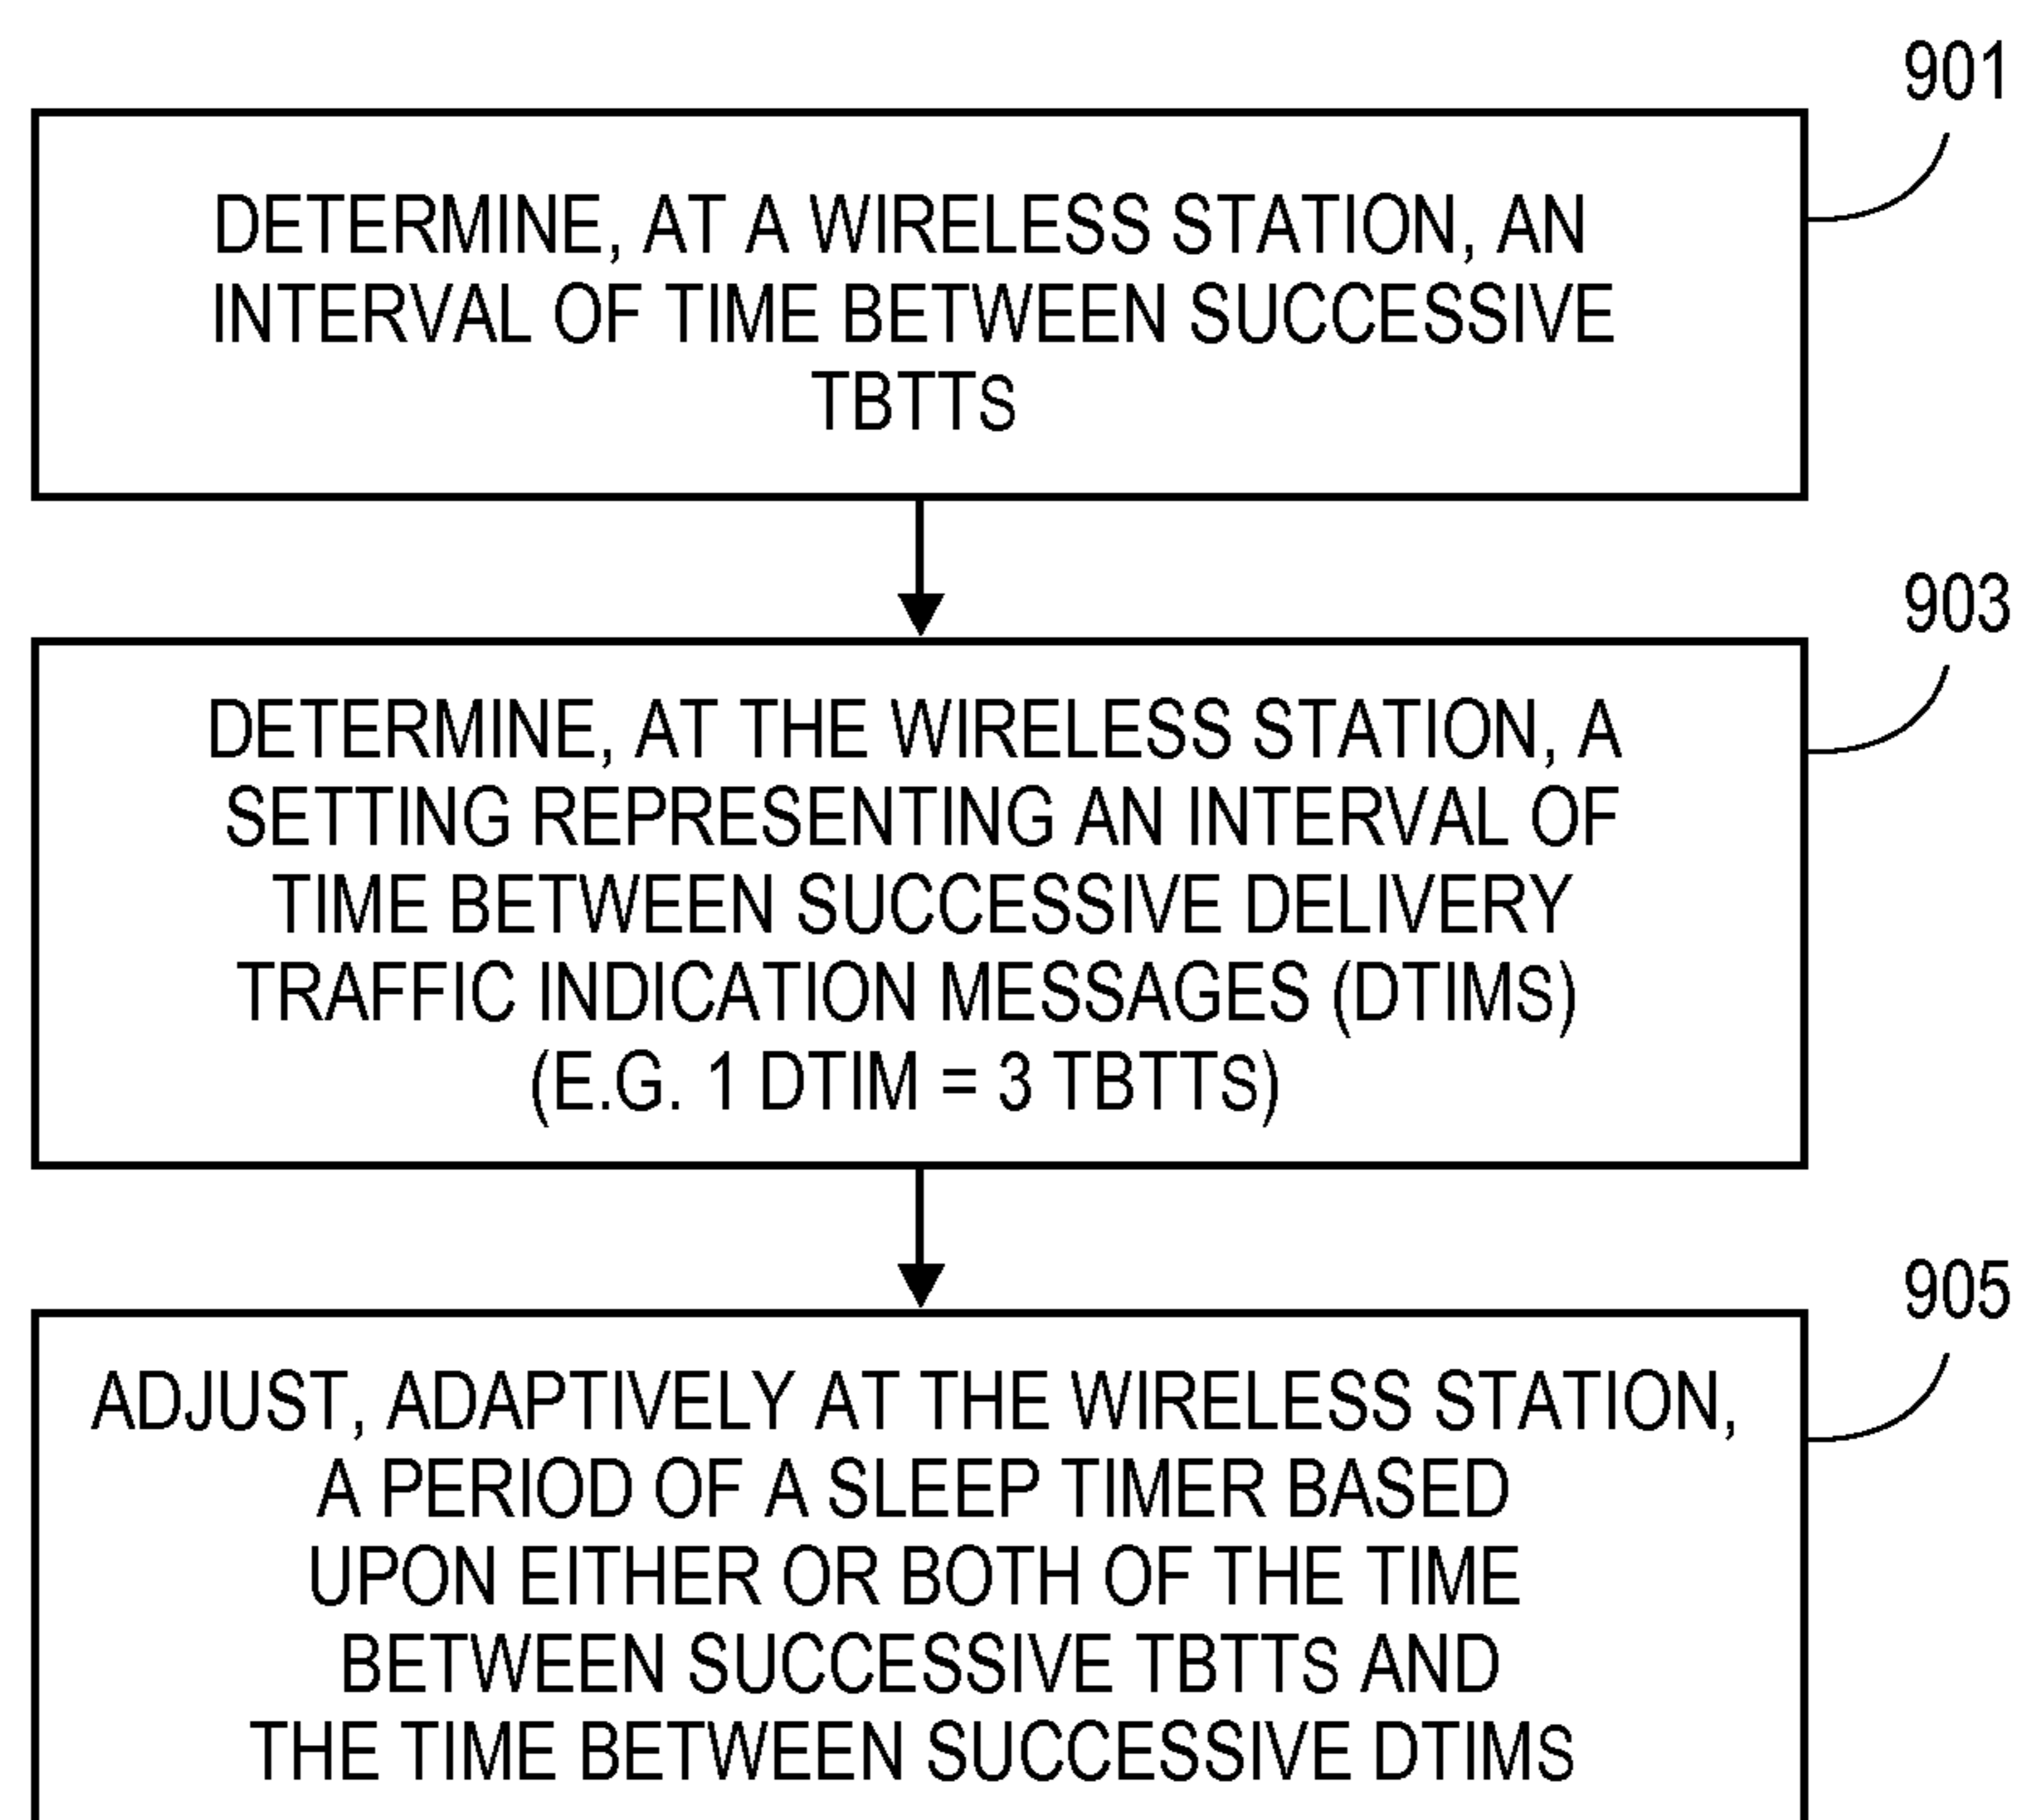 901
DETERMINE, AT A WIRELESS STATION, AN
INTERVAL OF TIME BETWEEN SUCCESSIVE
TBTTS
903
DETERMINE, AT THE WIRELESS STATION, A
SETTING REPRESENTING AN INTERVAL OF
TIME BETWEEN SUCCESSIVE DELIVERY
TRAFFIC INDICATION MESSAGES (DTIMS)
(E.G. 1 DTIM = 3 TBTTS)
905
ADJUST, ADAPTIVELY AT THE WIRELESS STATION,
A PERIOD OF A SLEEP TIMER BASED
UPON EITHER OR BOTH OF THE TIME
BETWEEN SUCCESSIVE TBTTS AND
THE TIME BETWEEN SUCCESSIVE DTIMS